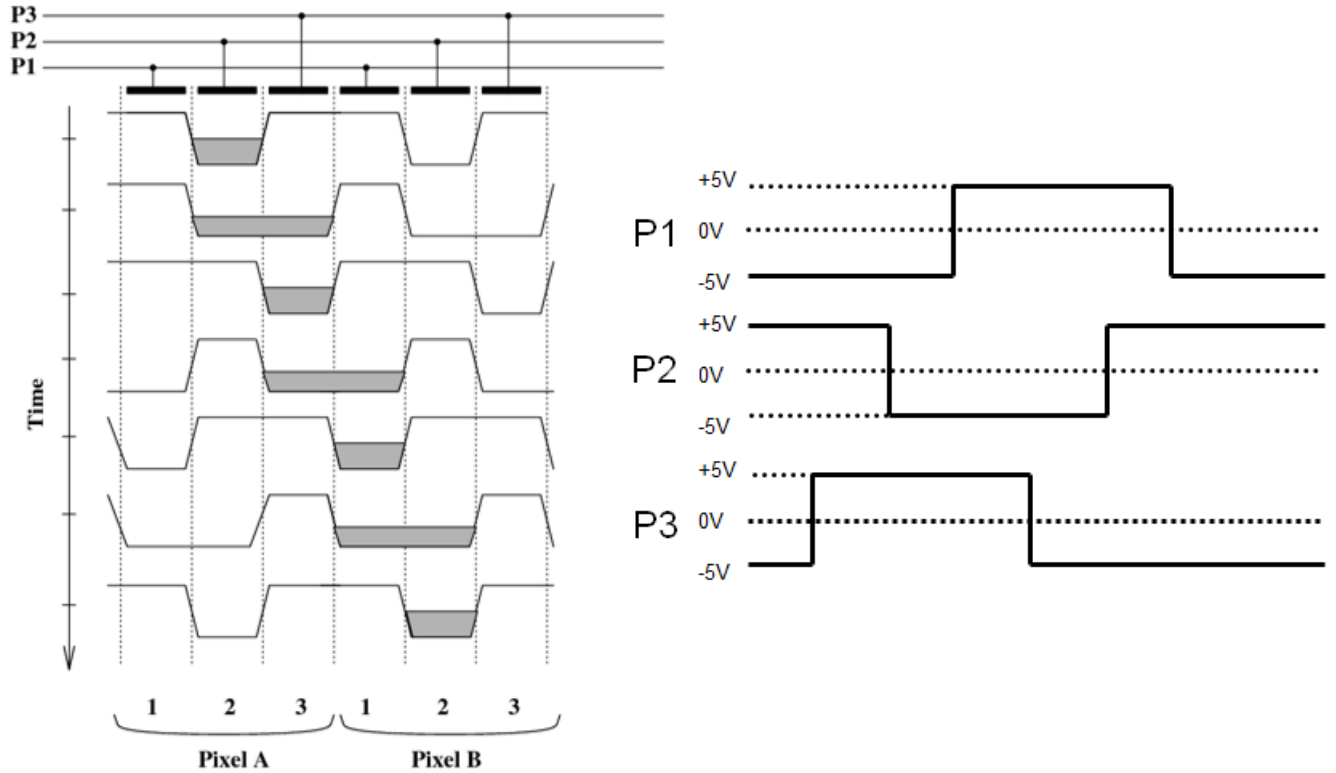 P3
P2
P1
Time
1 2 3 1 2 3
Pixel A Pixel B
+5V
P1 0V
-5V
+5V
P2 0V
-5V
+5V
P3 0V
-5V